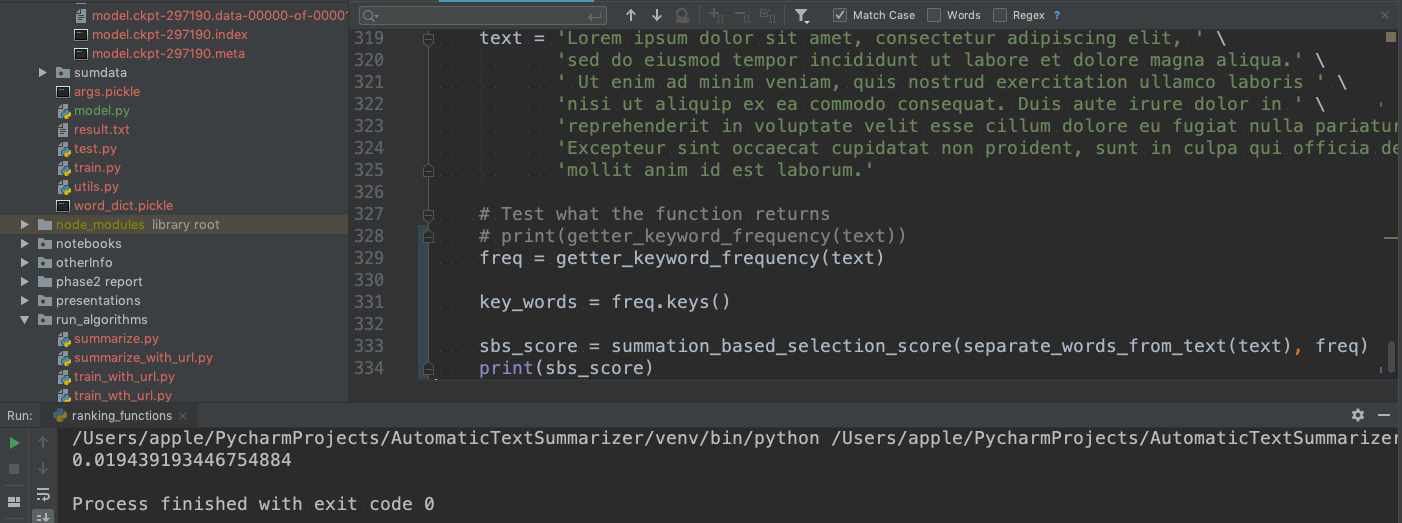 model.ckpt-297190.data-00000-of-00001
model.ckpt-297190.index
model.ckpt-297190.meta
sumdata
args.pickle
model.py
result.txt
test.py
train.py
utils.py
word_dict.pickle
node_modules library root
notebooks
otherInfo
phase2 report
presentations
run_algorithms
summarize.py
summarize_with_url.py
train_with_url.py
train_wth_url.py
Match Case Words Regex ?
319 text = 'Lorem ipsum dolor sit amet, consectetur adipiscing elit, ' \
320 'sed do eiusmod tempor incididunt ut labore et dolore magna aliqua.' \
321 ' Ut enim ad minim veniam, quis nostrud exercitation ullamco laboris ' \
322 'nisi ut aliquip ex ea commodo consequat. Duis aute irure dolor in ' \
323 'reprehenderit in voluptate velit esse cillum dolore eu fugiat nulla pariatur
324 'Excepteur sint occaecat cupidatat non proident, sunt in culpa qui officia de
325 'mollit anim id est laborum.'
326
327 # Test what the function returns
328 # print(getter_keyword_frequency(text))
329 freq = getter_keyword_frequency(text)
330
331 key_words = freq.keys()
332
333 sbs_score = summation_based_selection_score(separate_words_from_text(text), freq)
334 print(sbs_score)
Run: ranking_functions
/Users/apple/PycharmProjects/AutomaticTextSummarizer/venv/bin/python /Users/apple/PycharmProjects/AutomaticTextSummarizer
0.019439193446754884
Process finished with exit code 0